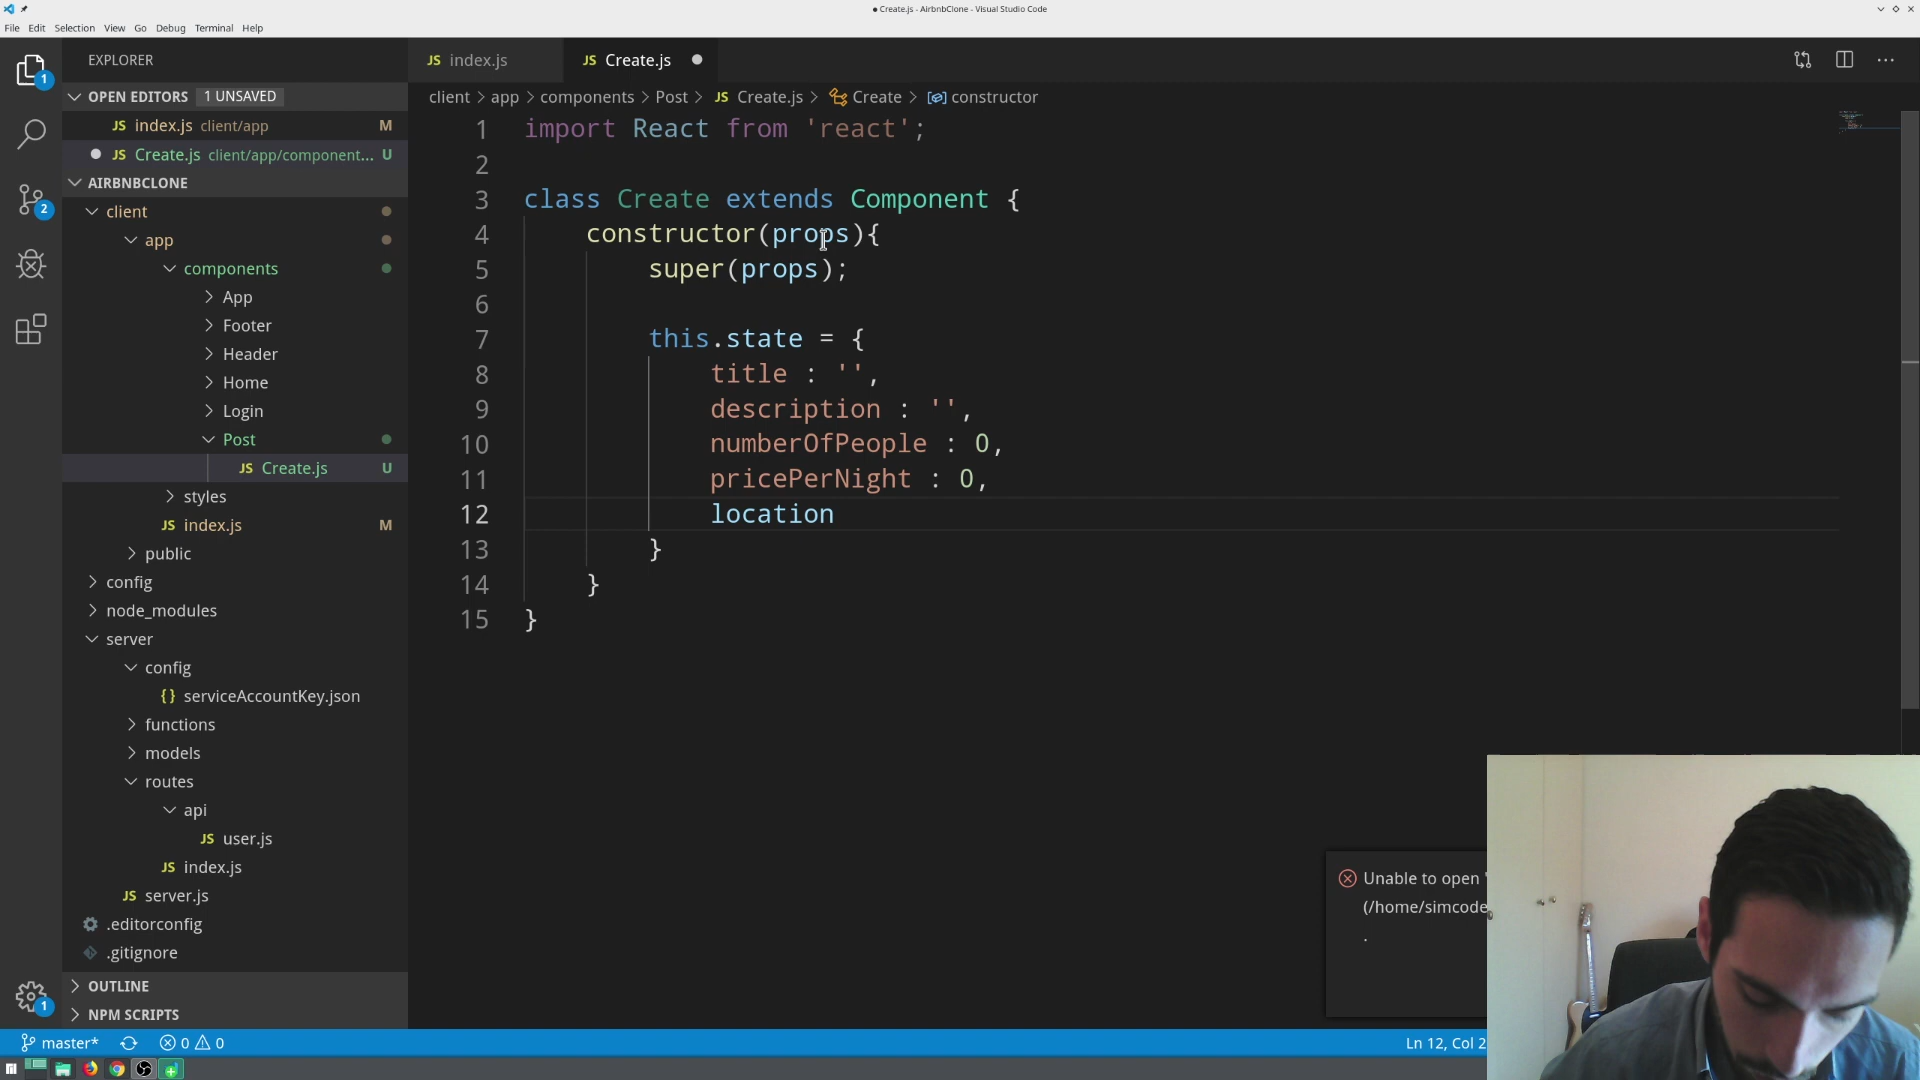 ● Create.js - AirbnbClone - Visual Studio Code
File Edit Selection View Go Debug Terminal Help
EXPLORER
OPEN EDITORS 1 UNSAVED
JS index.js client/app M
● JS Create.js client/app/component... U
AIRBNBCLONE
client
app
components
App
Footer
Header
Home
Login
Post
JS Create.js U
styles
JS index.js M
public
config
node_modules
server
config
{} serviceAccountKey.json
functions
models
routes
api
JS user.js
JS index.js
JS server.js
.editorconfig
.gitignore
OUTLINE
NPM SCRIPTS
1
2
1
JS index.js JS Create.js ●
client > app > components > Post > JS Create.js > Create > constructor
1 import React from 'react';
2
3 class Create extends Component {
4 constructor(props){
5 super(props);
6
7 this.state = {
8 title : '',
9 description : '',
10 numberOfPeople : 0,
11 pricePerNight : 0,
12 location
13 }
14 }
15 }
Unable to open '
(/home/simcode
.
master* 0 0 Ln 12, Col 2